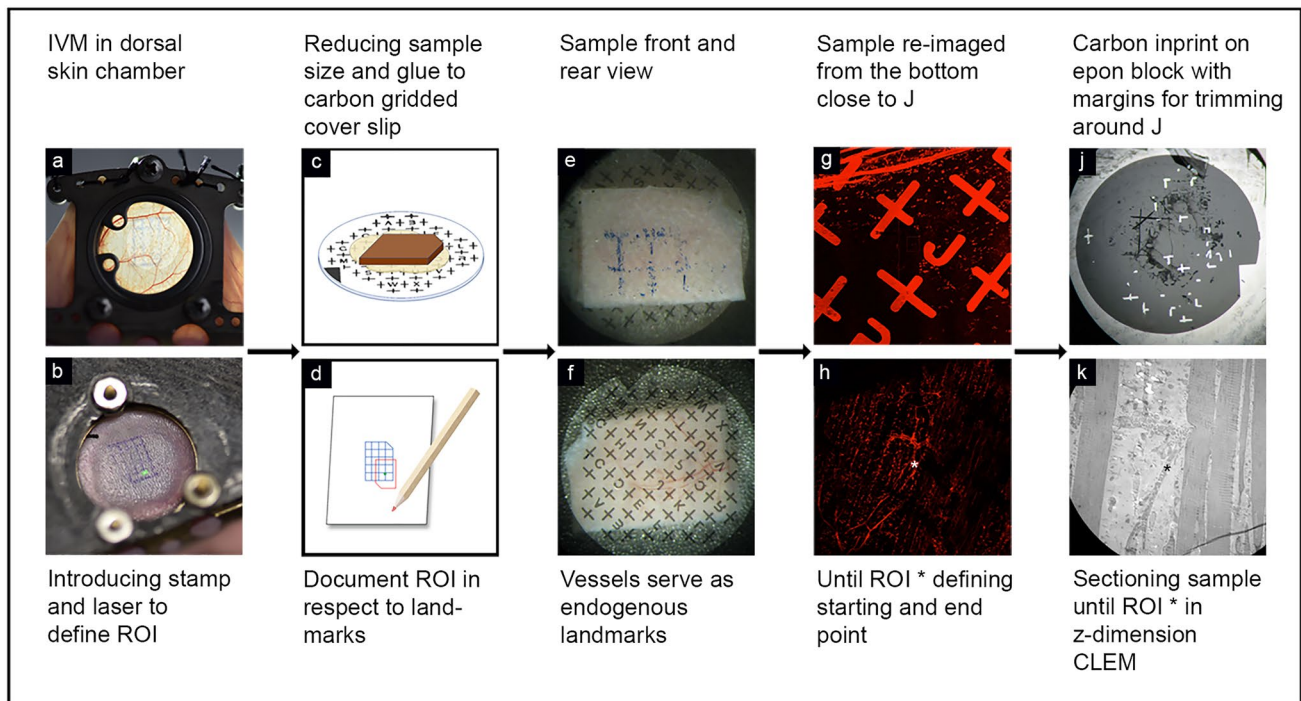 IVM in dorsal
skin chamber
Reducing sample
size and glue to
carbon gridded
cover slip
Sample front and
rear view
Sample re-imaged
from the bottom
close to J
Carbon inprint on
epon block with
margins for trimming
around J
a
c
e
g
J
U
j
b
d
f
h
*
k
*
Introducing stamp
and laser to
define ROI
Document ROI in
respect to land-
marks
Vessels serve as
endogenous
landmarks
Until ROI * defining
starting and end
point
Sectioning sample
until ROI * in
z-dimension
CLEM